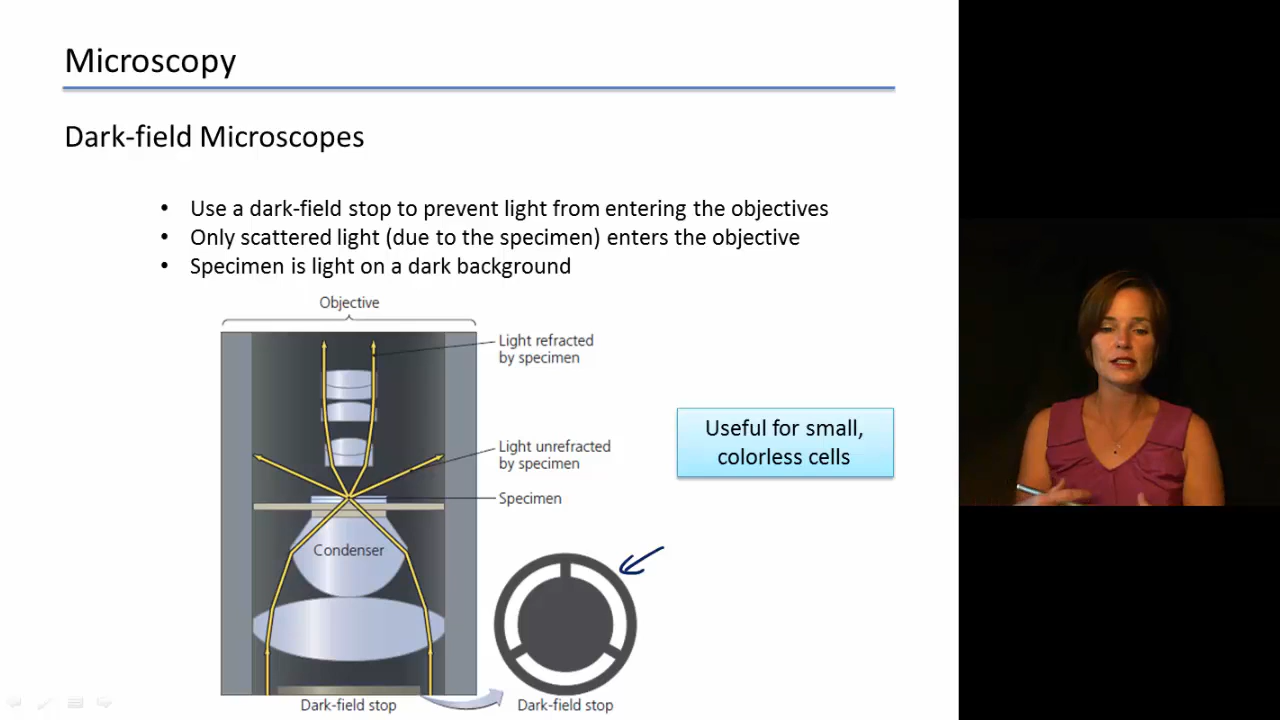 Microscopy
Dark-field Microscopes
• Use a dark-field stop to prevent light from entering the objectives
• Only scattered light (due to the specimen) enters the objective
• Specimen is light on a dark background
Objective
Light refracted
by specimen
Light unrefracted
by specimen
Specimen
Condenser
Useful for small,
colorless cells
Dark-field stop
Dark-field stop